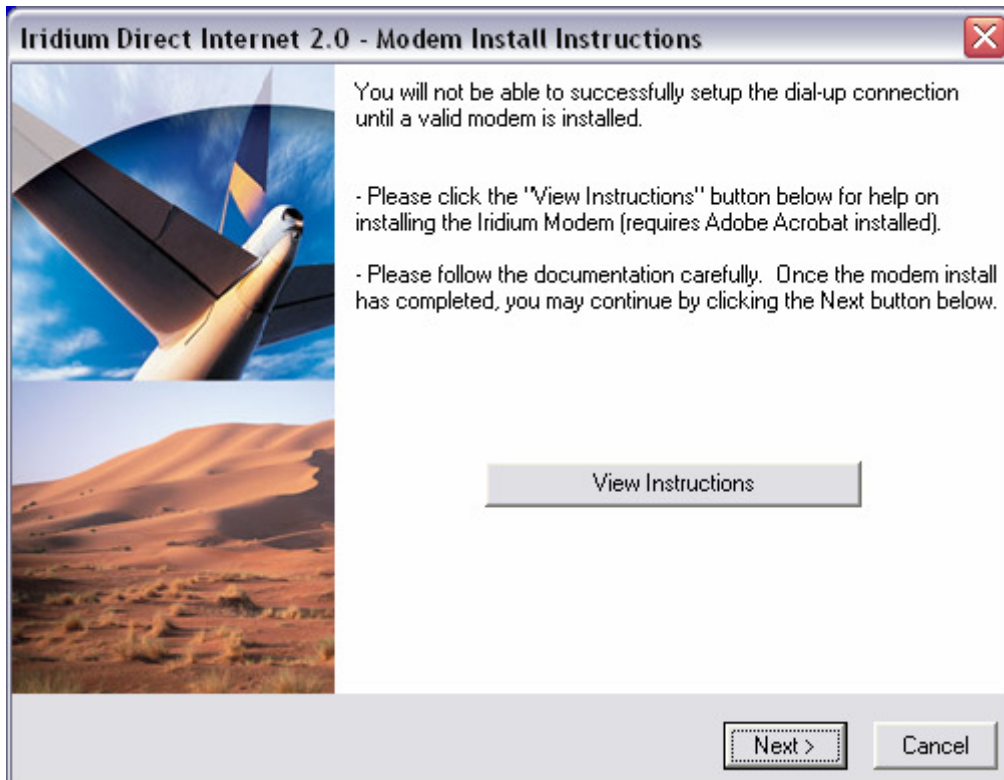 Iridium Direct Internet 2.0 - Modem Install Instructions
You will not be able to successfully setup the dial-up connection
until a valid modem is installed.
- Please click the "View Instructions" button below for help on
installing the Iridium Modem (requires Adobe Acrobat installed).
- Please follow the documentation carefully.  Once the modem install
has completed, you may continue by clicking the Next button below.
View Instructions
Next >
Cancel